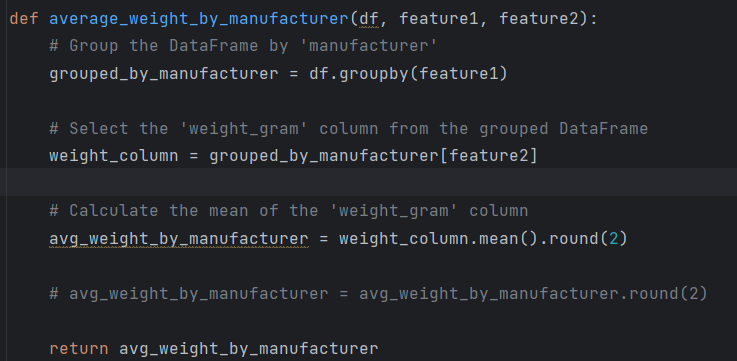 def average_weight_by_manufacturer(df, feature1, feature2):
    # Group the DataFrame by 'manufacturer'
    grouped_by_manufacturer = df.groupby(feature1)

    # Select the 'weight_gram' column from the grouped DataFrame
    weight_column = grouped_by_manufacturer[feature2]

    # Calculate the mean of the 'weight_gram' column
    avg_weight_by_manufacturer = weight_column.mean().round(2)

    # avg_weight_by_manufacturer = avg_weight_by_manufacturer.round(2)

    return avg_weight_by_manufacturer